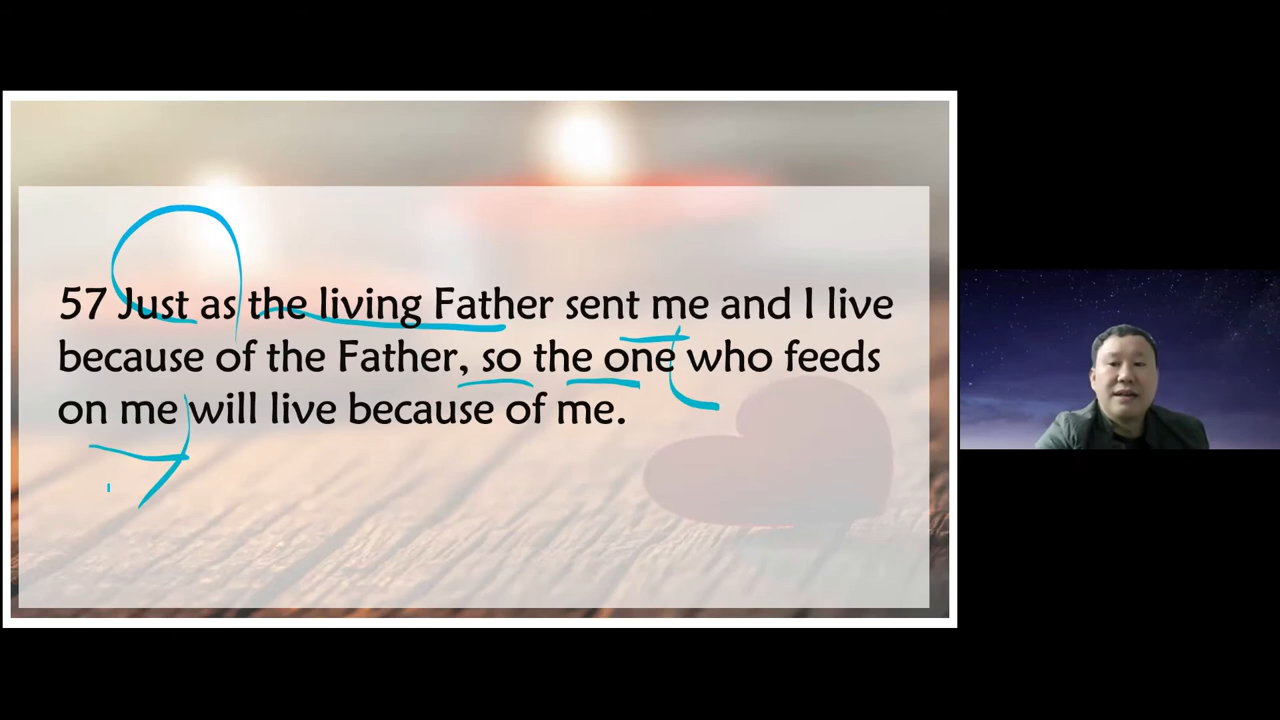 57 Just as the living Father sent me and I live
because of the Father, so the one who feeds
on me will live because of me.